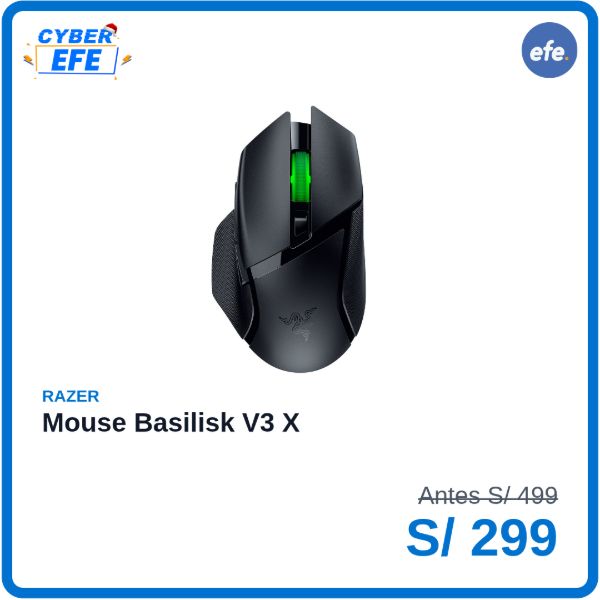 CYBER
EFE
efe.
RAZER
Mouse Basilisk V3 X
Antes S/ 499
S/ 299